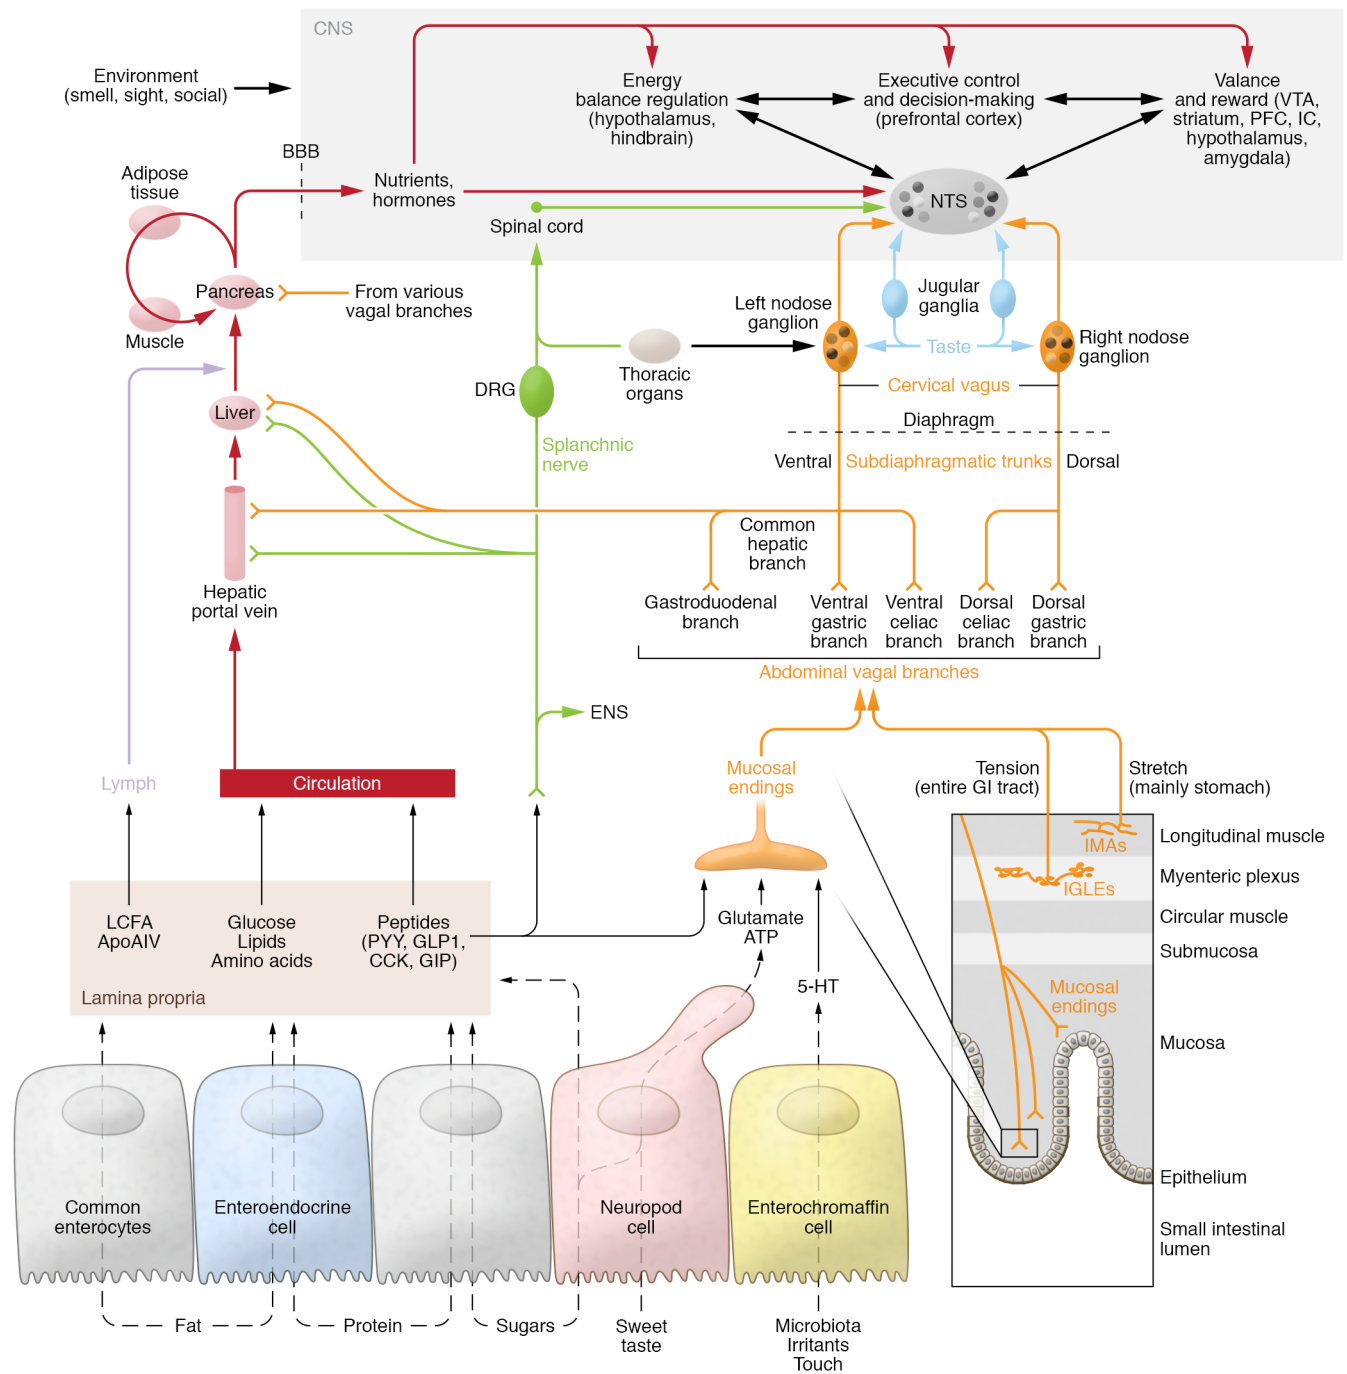 CNS
Environment
(smell, sight, social)
Energy
balance regulation
(hypothalamus,
hindbrain)
Executive control
and decision-making
(prefrontal cortex)
Valance
and reward (VTA,
striatum, PFC, IC,
hypothalamus,
amygdala)
BBB
Adipose
tissue
Nutrients,
hormones
NTS
Spinal cord
Pancreas
From various
vagal branches
Muscle
Left nodose
ganglion
Jugular
ganglia
Right nodose
ganglion
Taste
Thoracic
organs
DRG
Cervical vagus
Liver
Diaphragm
Splanchnic
nerve
Ventral
Subdiaphragmatic trunks
Dorsal
Common
hepatic
branch
Hepatic
portal vein
Gastroduodenal
branch
Ventral
gastric
branch
Ventral
celiac
branch
Dorsal
celiac
branch
Dorsal
gastric
branch
Abdominal vagal branches
ENS
Lymph
Circulation
Mucosal
endings
Tension
(entire GI tract)
Stretch
(mainly stomach)
IMAs
Longitudinal muscle
IGLEs
Myenteric plexus
Circular muscle
Submucosa
Mucosal
endings
Mucosa
Epithelium
Small intestinal
lumen
LCFA
ApoAIV
Glucose
Lipids
Amino acids
Peptides
(PYY, GLP1,
CCK, GIP)
Lamina propria
Glutamate
ATP
5-HT
Common
enterocytes
Enteroendocrine
cell
Neuropod
cell
Enterochromaffin
cell
Fat
Protein
Sugars
Sweet
taste
Microbiota
Irritants
Touch